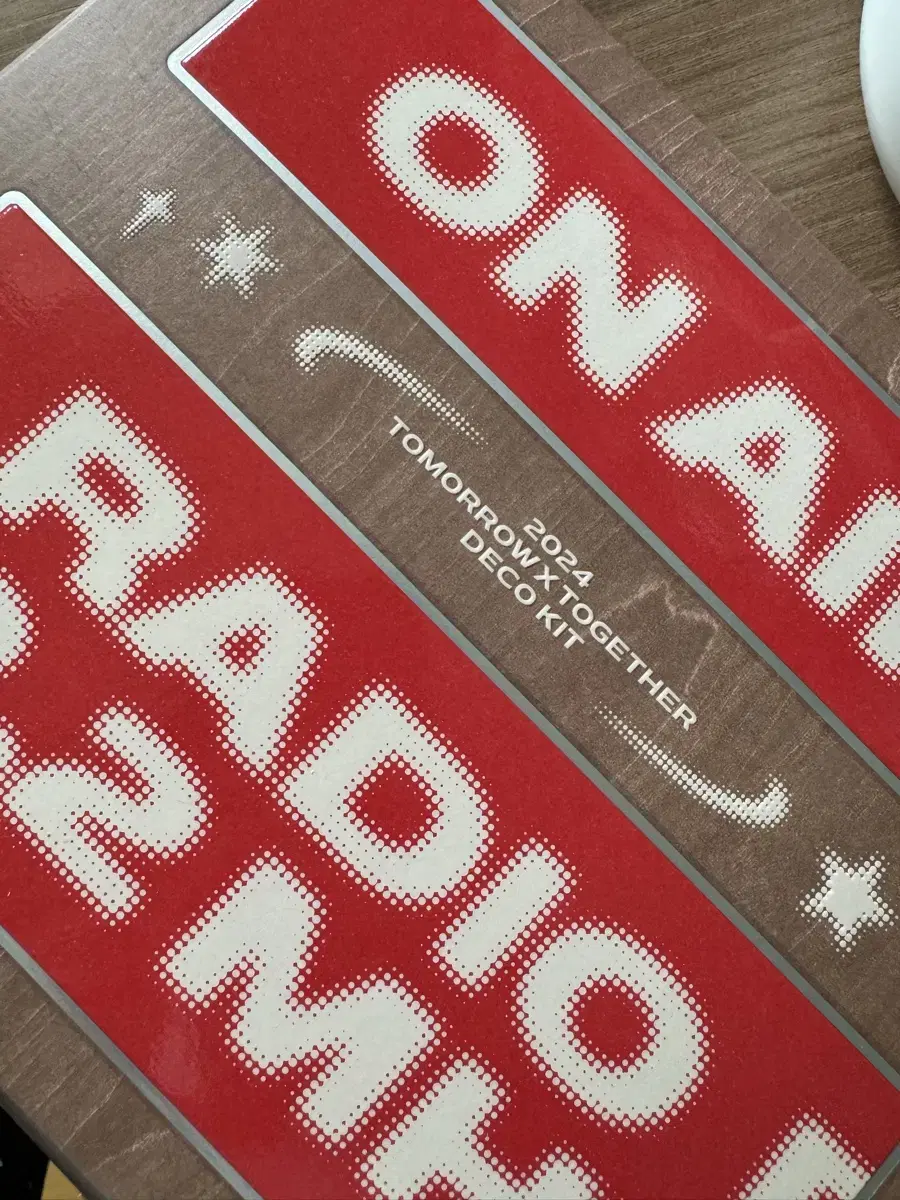 ON AI
2024
TOMORROW X TOGETHER
DECO KIT
RADIO